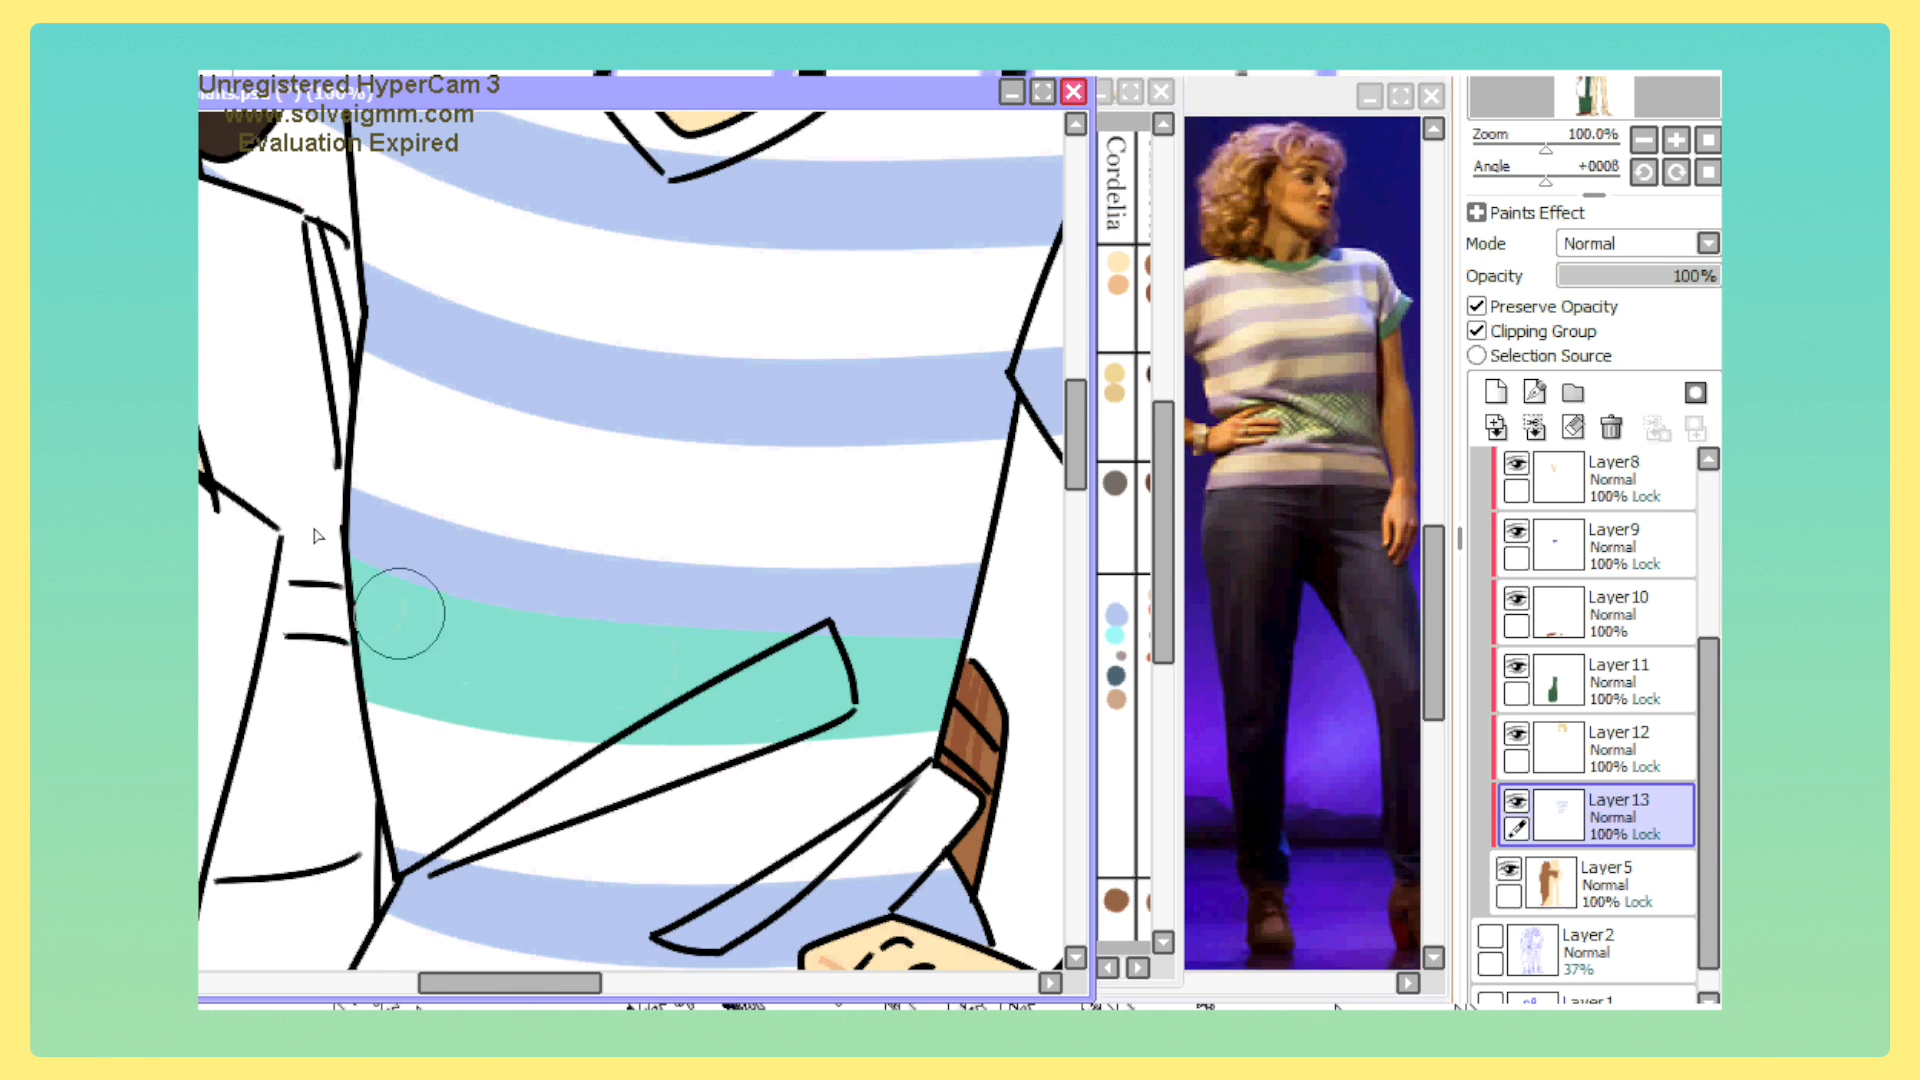 Unregistered HyperCam 3
www.solveigmm.com
Evaluation Expired
Cordelia
Zoom 100.0%
Angle +000ß
Paints Effect
Mode Normal
Opacity 100%
Preserve Opacity
Clipping Group
Selection Source
Layer8
Normal
100% Lock
Layer9
Normal
100% Lock
Layer10
Normal
100%
Layer11
Normal
100% Lock
Layer12
Normal
100% Lock
Layer13
Normal
100% Lock
Layer5
Normal
100% Lock
Layer2
Normal
37%
Layer1